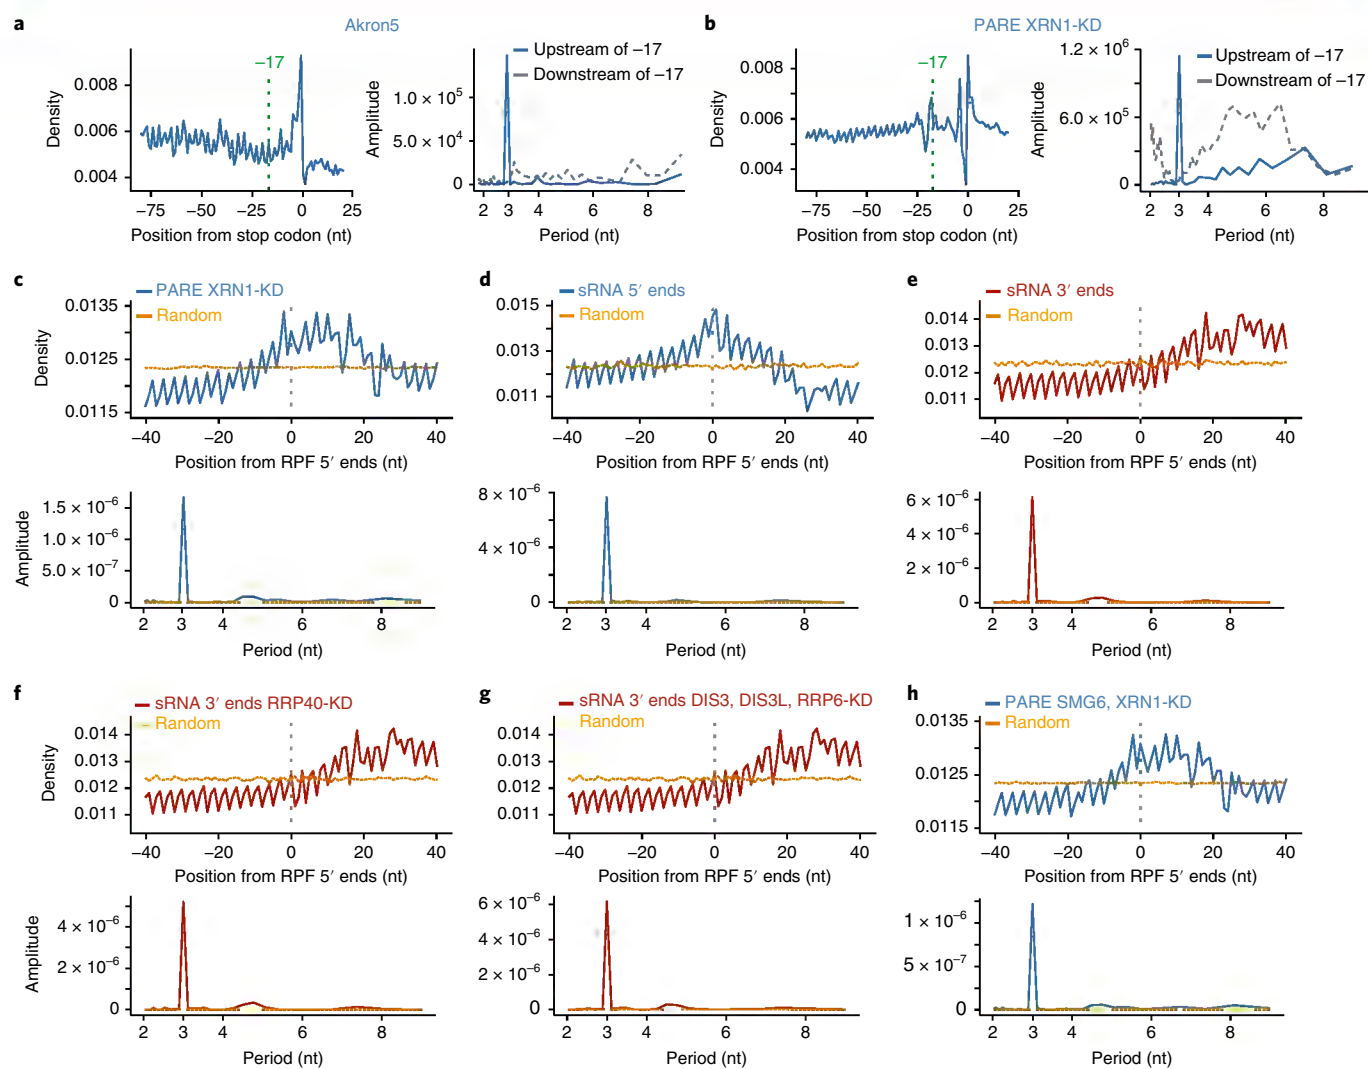 a
Akron5
Density
0.008
0.006
0.004
−17
−75
−50
−25
0
25
Position from stop codon (nt)
Amplitude
1.0 × 10⁵
5.0 × 10⁴
0
Upstream of −17
Downstream of −17
2
3
4
6
8
Period (nt)
b
PARE XRN1-KD
Density
0.008
0.006
0.004
−17
−75
−50
−25
0
25
Position from stop codon (nt)
Amplitude
1.2 × 10⁶
6.0 × 10⁵
0
Upstream of −17
Downstream of −17
2
3
4
6
8
Period (nt)
c
PARE XRN1-KD
Random
Density
0.0135
0.0125
0.0115
−40
−20
0
20
40
Position from RPF 5′ ends (nt)
Amplitude
1.5 × 10⁻⁶
1.0 × 10⁻⁶
5.0 × 10⁻⁷
0
2
3
4
6
8
Period (nt)
d
sRNA 5′ ends
Random
0.015
0.013
0.011
−40
−20
0
20
40
Position from RPF 5′ ends (nt)
8 × 10⁻⁶
4 × 10⁻⁶
0
2
3
4
6
8
Period (nt)
e
sRNA 3′ ends
Random
0.014
0.013
0.012
0.011
−40
−20
0
20
40
Position from RPF 5′ ends (nt)
6 × 10⁻⁶
4 × 10⁻⁶
2 × 10⁻⁶
0
2
3
4
6
8
Period (nt)
f
sRNA 3′ ends RRP40-KD
Random
Density
0.014
0.013
0.012
0.011
−40
−20
0
20
40
Position from RPF 5′ ends (nt)
Amplitude
4 × 10⁻⁶
2 × 10⁻⁶
0
2
3
4
6
8
Period (nt)
g
sRNA 3′ ends DIS3, DIS3L, RRP6-KD
Random
0.014
0.013
0.012
0.011
−40
−20
0
20
40
Position from RPF 5′ ends (nt)
6 × 10⁻⁶
4 × 10⁻⁶
2 × 10⁻⁶
0
2
3
4
6
8
Period (nt)
h
PARE SMG6, XRN1-KD
Random
0.0135
0.0125
0.0115
−40
−20
0
20
40
Position from RPF 5′ ends (nt)
1 × 10⁻⁶
5 × 10⁻⁷
0
2
3
4
6
8
Period (nt)